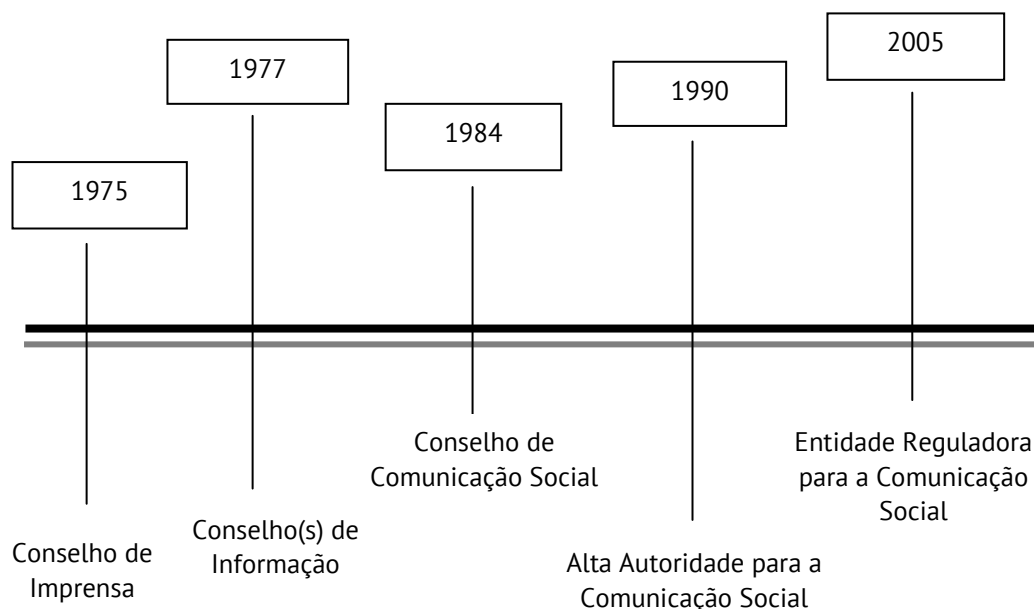 1975
1977
1984
1990
2005
Conselho de
Imprensa
Conselho(s) de
Informação
Conselho de
Comunicação Social
Alta Autoridade para a
Comunicação Social
Entidade Reguladora
para a Comunicação
Social